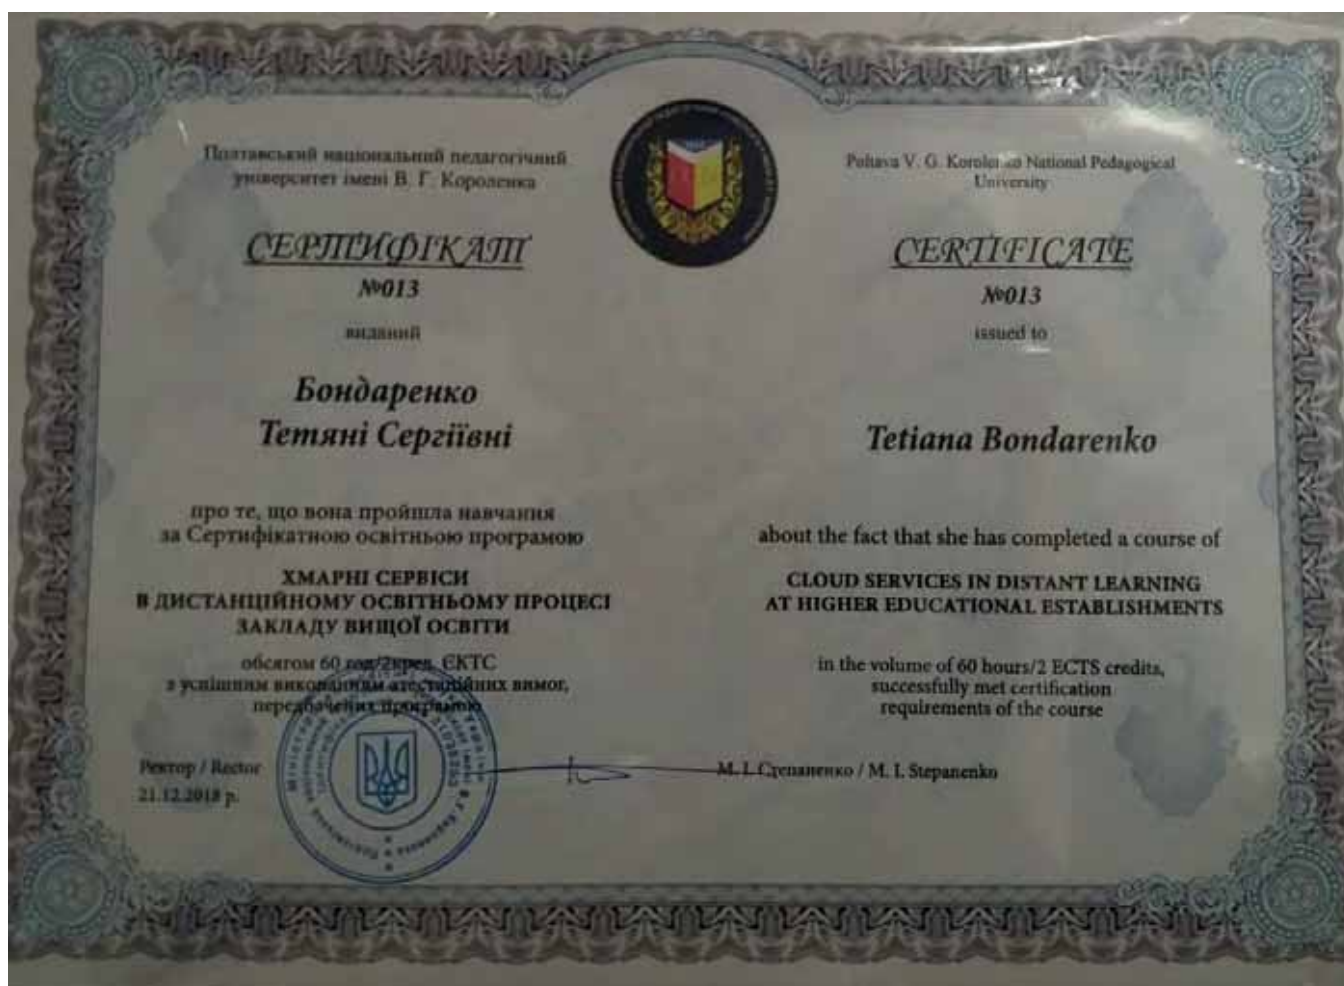 Полтавський національний педагогічний
університет імені В. Г. Короленка
СЕРТИФІКАТ
№013
виданий
Бондаренко
Тетяні Сергіївні
про те, що вона пройшла навчання
за Сертифікатною освітньою програмою
ХМАРНІ СЕРВІСИ
В ДИСТАНЦІЙНОМУ ОСВІТНЬОМУ ПРОЦЕСІ
ЗАКЛАДУ ВИЩОЇ ОСВІТИ
обсягом 60 год/2кред. ЄКТС
з успішним виконанням атестаційних вимог,
передбачених програмою
Ректор / Rector
21.12.2018 р.
Poltava V. G. Korolenko National Pedagogical
University
CERTIFICATE
№013
issued to
Tetiana Bondarenko
about the fact that she has completed a course of
CLOUD SERVICES IN DISTANT LEARNING
AT HIGHER EDUCATIONAL ESTABLISHMENTS
in the volume of 60 hours/2 ECTS credits,
successfully met certification
requirements of the course
М. І. Степаненко / M. I. Stepanenko